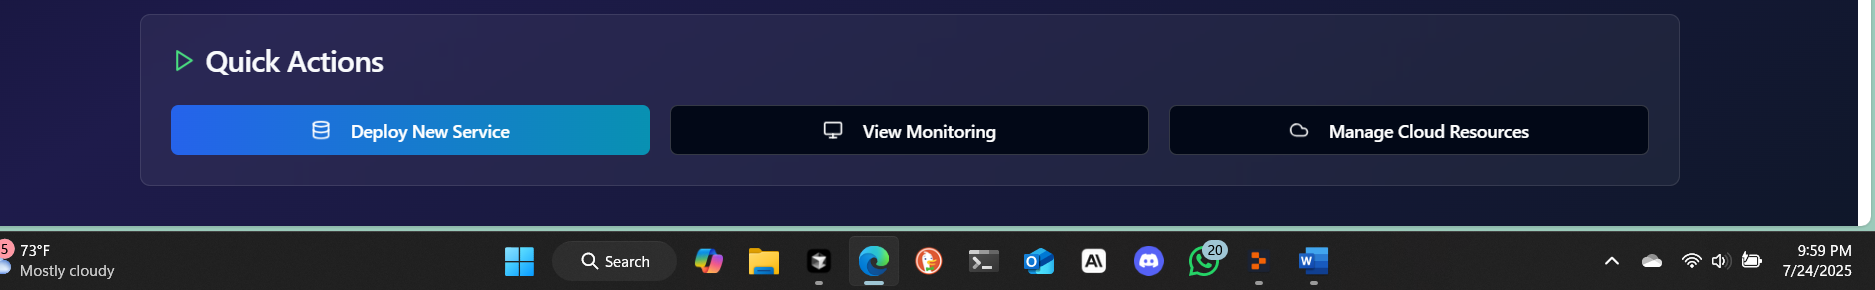 Quick Actions
Deploy New Service
View Monitoring
Manage Cloud Resources
5
73°F
Mostly cloudy
Search
20
9:59 PM
7/24/2025